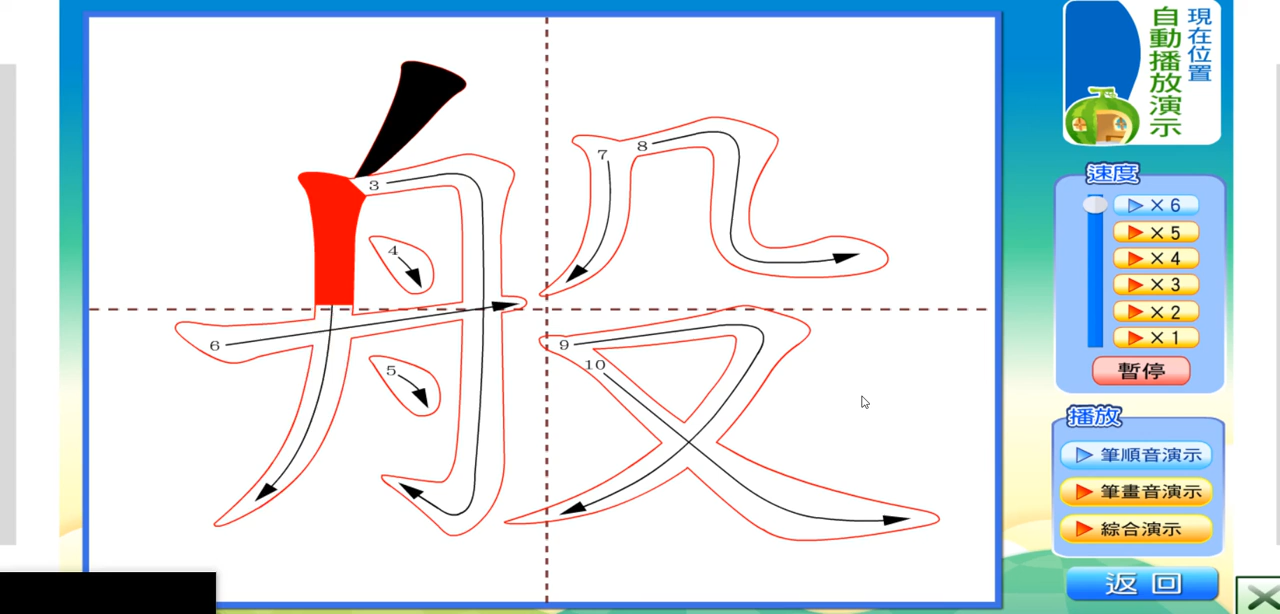 般
3
4
5
6
7
8
9
10
現在位置
自動播放演示
速度
×6
×5
×4
×3
×2
×1
暫停
播放
筆順音演示
筆畫音演示
綜合演示
返回